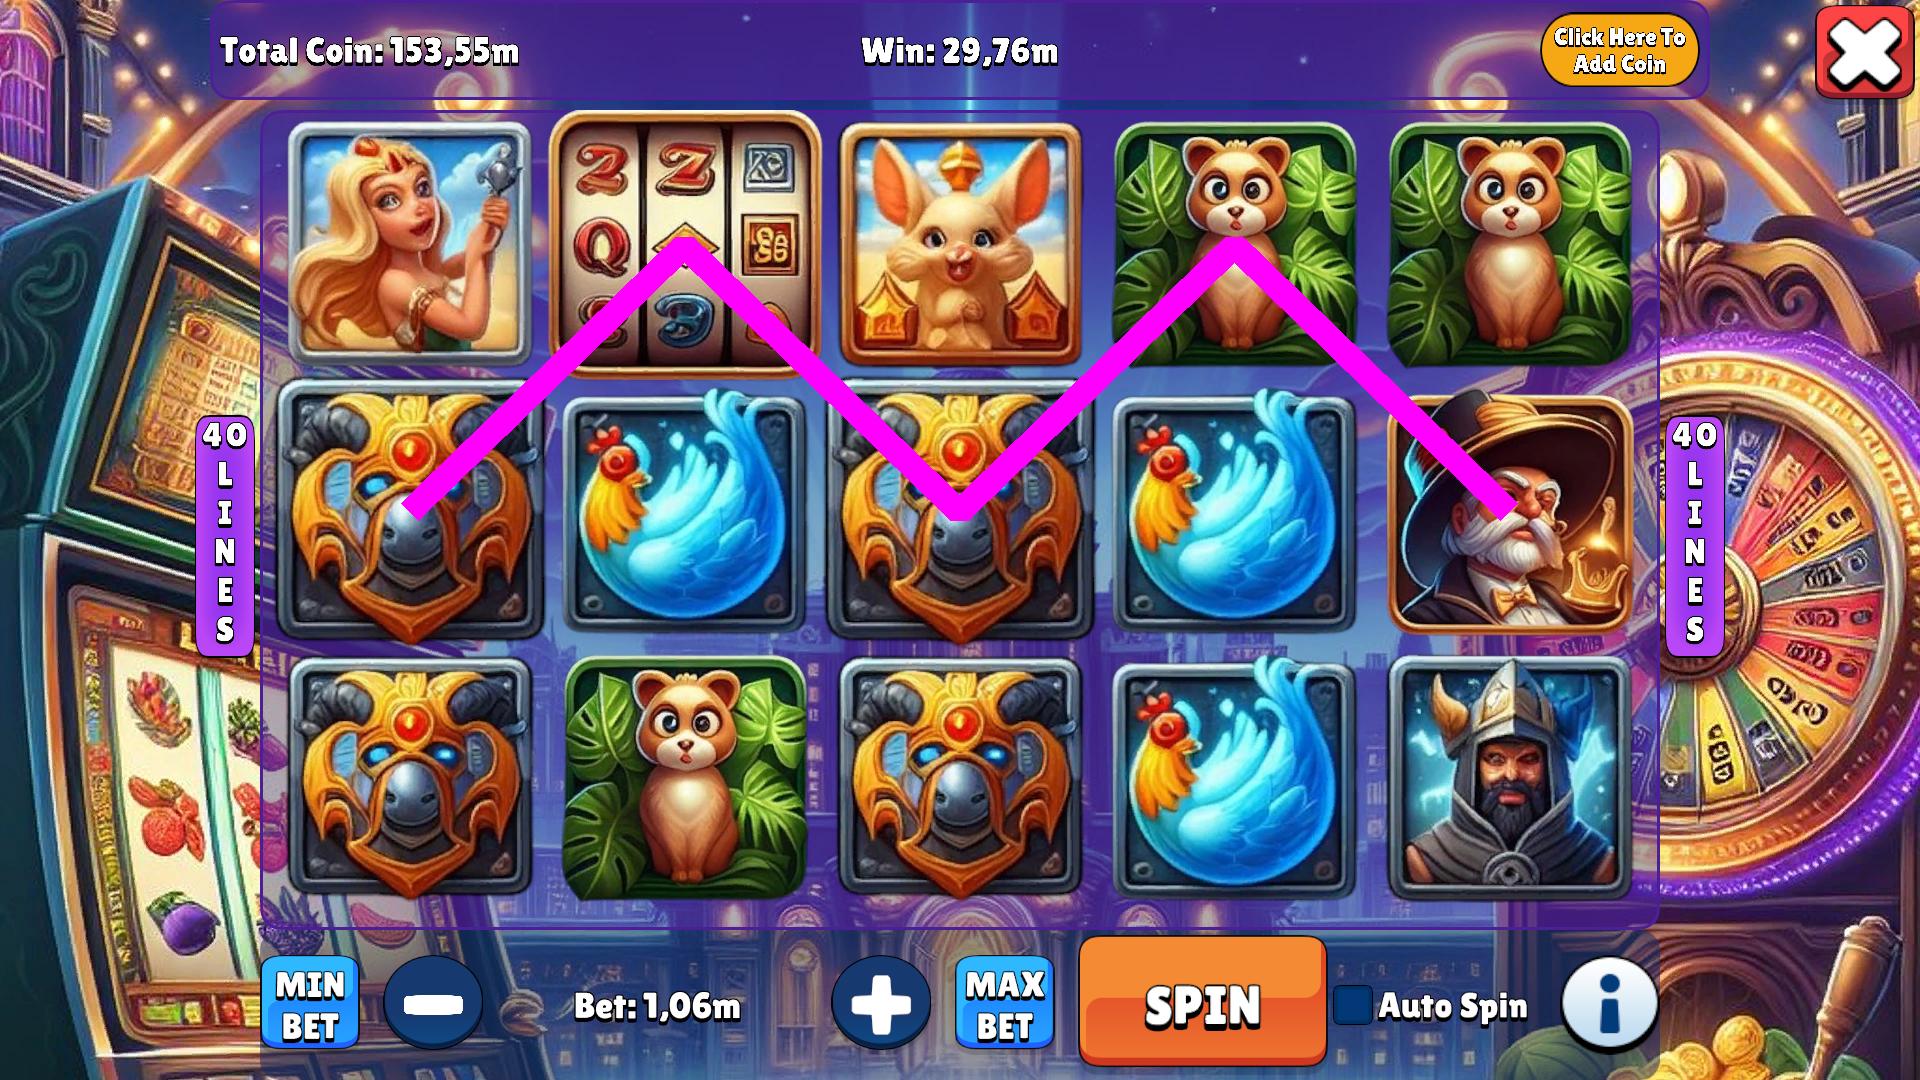 Total Coin: 153,55m
Win: 29,76m
Click Here To
Add Coin
40
L
I
N
E
S
40
L
I
N
E
S
MIN
BET
Bet: 1,06m
MAX
BET
SPIN
Auto Spin